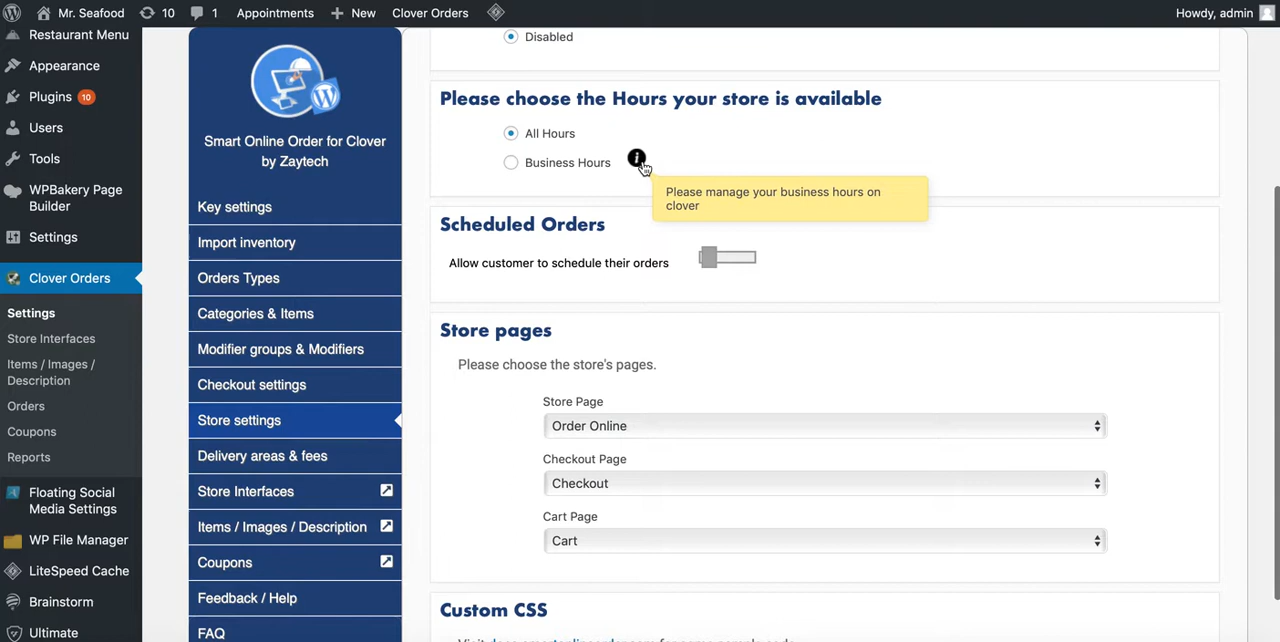 Mr. Seafood
10
1
Appointments
New
Clover Orders
Howdy, admin
Restaurant Menu
Appearance
Plugins 10
Users
Tools
WPBakery Page
Builder
Settings
Clover Orders
Settings
Store Interfaces
Items / Images /
Description
Orders
Coupons
Reports
Floating Social
Media Settings
WP File Manager
LiteSpeed Cache
Brainstorm
Ultimate
Smart Online Order for Clover
by Zaytech
Key settings
Import inventory
Orders Types
Categories & Items
Modifier groups & Modifiers
Checkout settings
Store settings
Delivery areas & fees
Store Interfaces
Items / Images / Description
Coupons
Feedback / Help
FAQ
Disabled
Please choose the Hours your store is available
All Hours
Business Hours
Please manage your business hours on
clover
Scheduled Orders
Allow customer to schedule their orders
Store pages
Please choose the store's pages.
Store Page
Order Online
Checkout Page
Checkout
Cart Page
Cart
Custom CSS